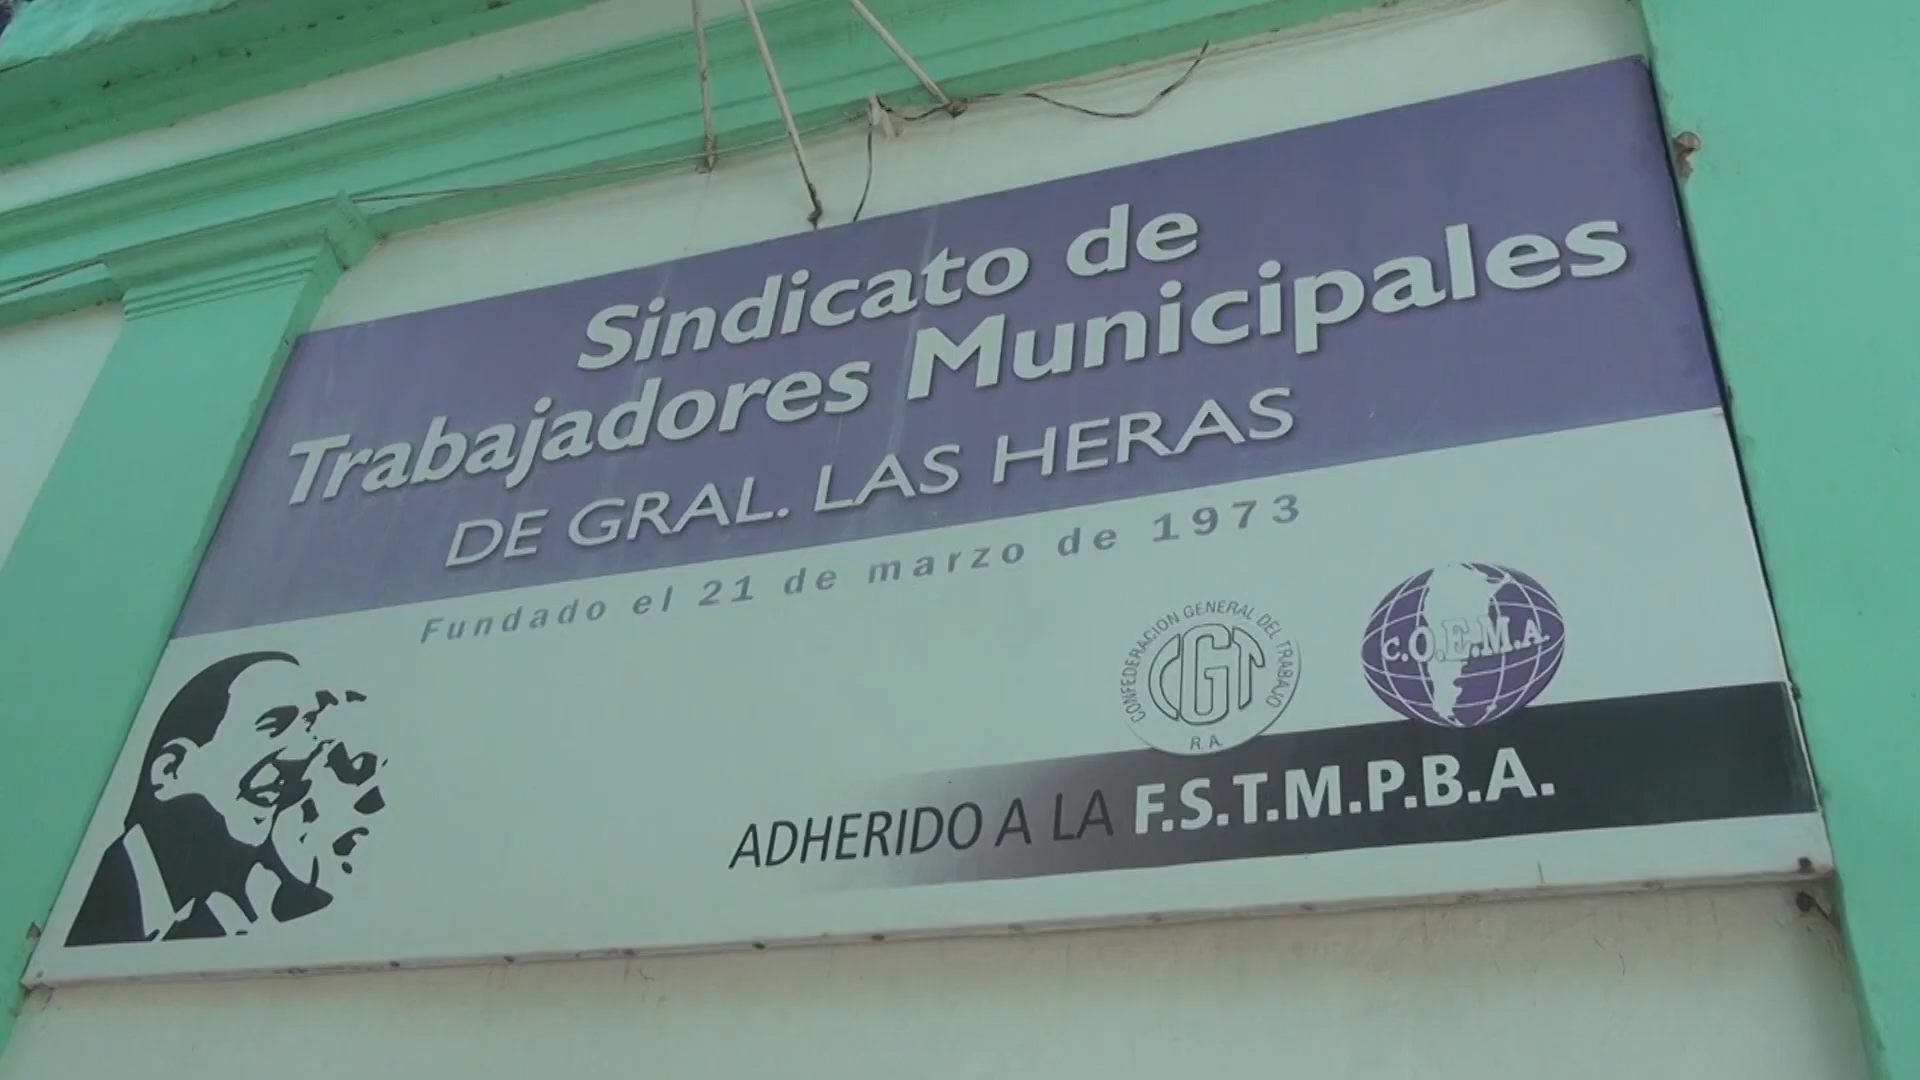 Sindicato de
Trabajadores Municipales
DE GRAL. LAS HERAS
Fundado el 21 de marzo de 1973
CONFEDERACION GENERAL DEL TRABAJO
CGT
R.A.
C.O.E.M.A.
ADHERIDO A LA F.S.T.M.P.B.A.